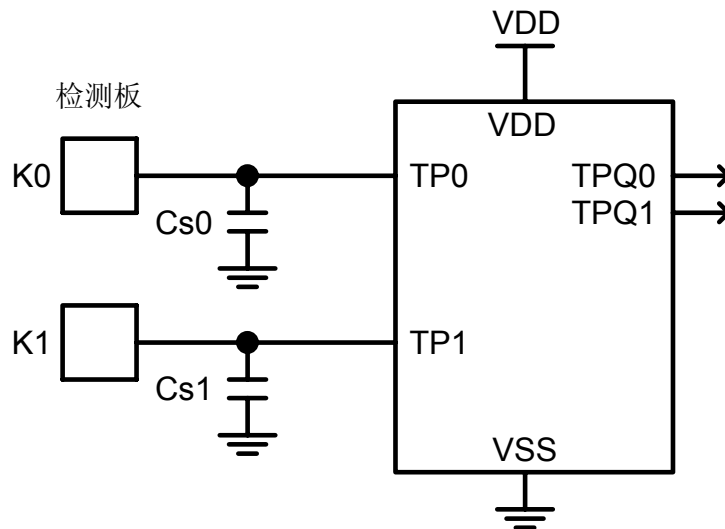 VDD
检测板
VDD
K0
TP0
TPQ0
Cs0
TPQ1
K1
TP1
Cs1
VSS